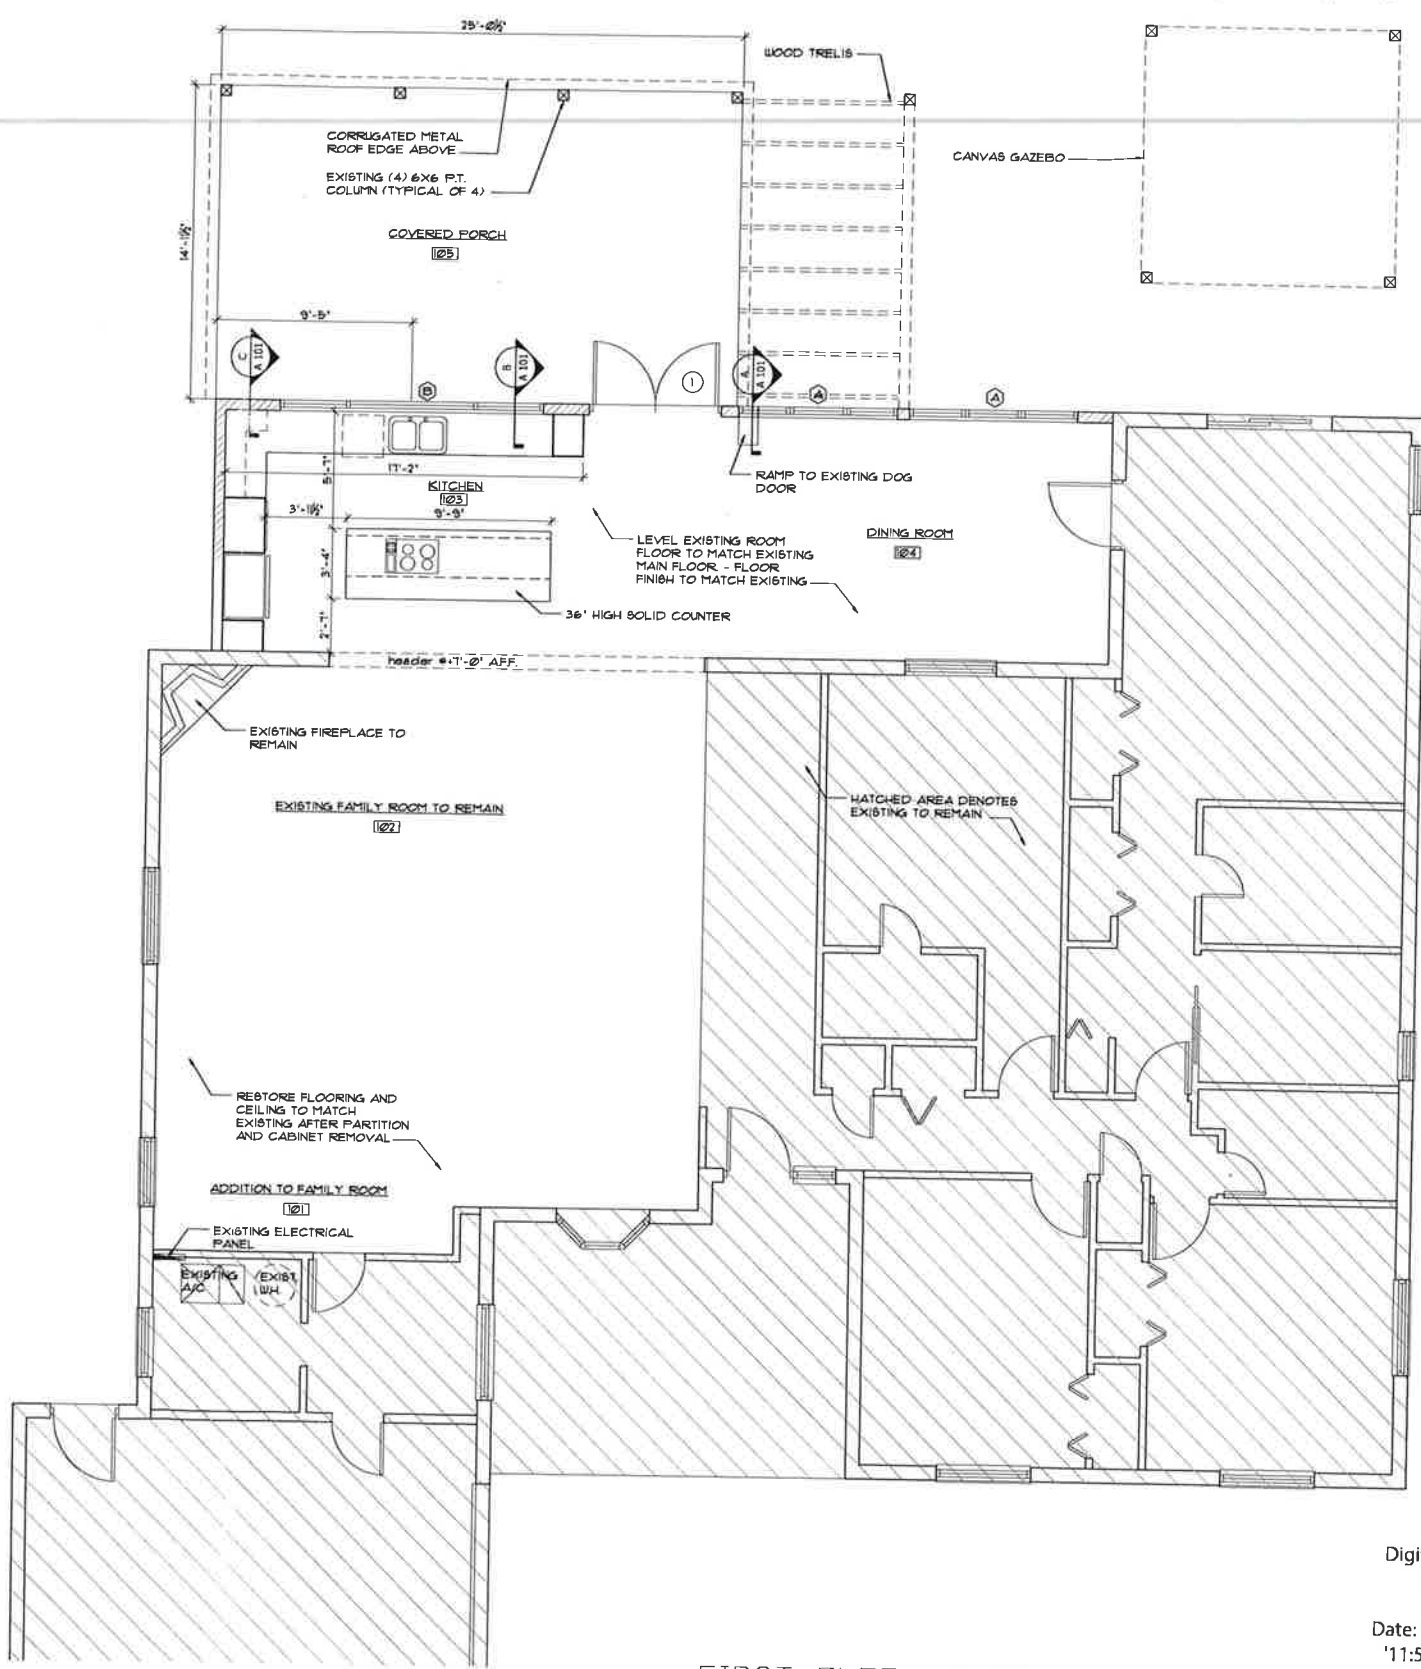 25'-0½"
WOOD TRELIS
CORRUGATED METAL
ROOF EDGE ABOVE
CANVAS GAZEBO
EXISTING (4) 6X6 P.T.
COLUMN (TYPICAL OF 4)
COVERED PORCH
105
14'-1½"
9'-5"
C
A 101
B
A 101
1
A
A 101
B
A
A
17'-2"
5'-7"
RAMP TO EXISTING DOG
DOOR
KITCHEN
103
3'-11½"
9'-9"
DINING ROOM
104
LEVEL EXISTING ROOM
FLOOR TO MATCH EXISTING
MAIN FLOOR - FLOOR
FINISH TO MATCH EXISTING
3'-4"
36" HIGH SOLID COUNTER
2'-7"
header @+7'-0" AFF.
EXISTING FIREPLACE TO
REMAIN
EXISTING FAMILY ROOM TO REMAIN
102
HATCHED AREA DENOTES
EXISTING TO REMAIN
RESTORE FLOORING AND
CEILING TO MATCH
EXISTING AFTER PARTITION
AND CABINET REMOVAL
ADDITION TO FAMILY ROOM
101
EXISTING ELECTRICAL
PANEL
EXISTING
A/C
EXIST.
W.H.
Digi
Date:
'11:5
FIRST